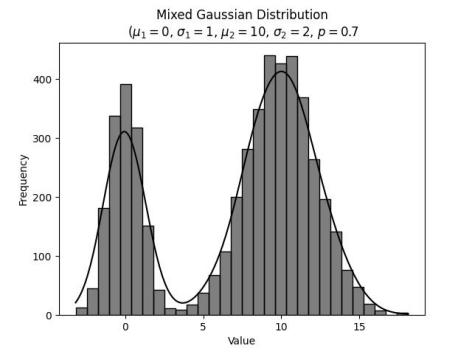 Mixed Gaussian Distribution
(μ₁ = 0, σ₁ = 1, μ₂ = 10, σ₂ = 2, p = 0.7
400
300
200
100
0
Frequency
0 5 10 15
Value